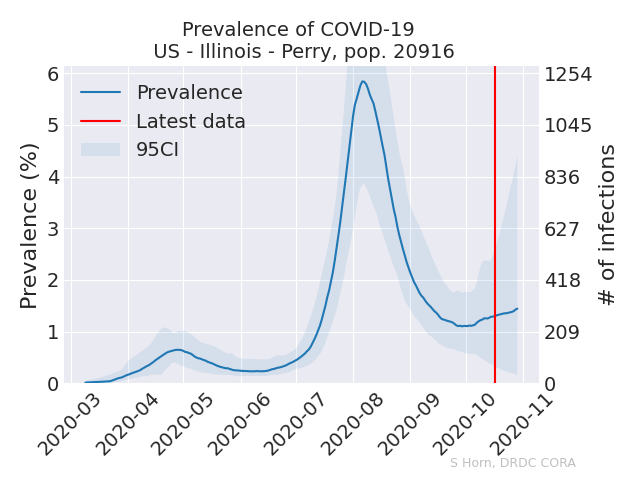 Prevalence of COVID-19
US - Illinois - Perry, pop. 20916
Prevalence
Latest data
95CI
Prevalence (%)
6
5
4
3
2
1
0
1254
1045
836
627
418
209
0
# of infections
2020-03
2020-04
2020-05
2020-06
2020-07
2020-08
2020-09
2020-10
2020-11
S Horn, DRDC CORA